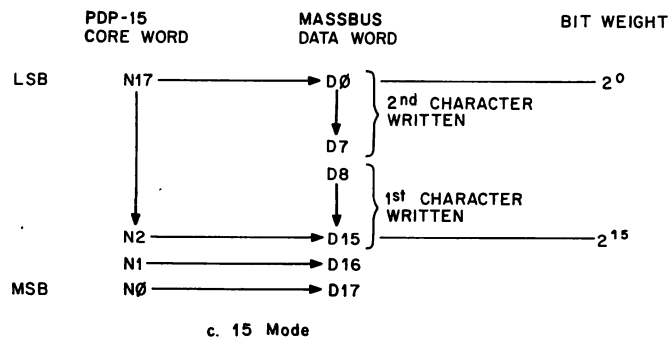 PDP-15 MASSBUS BIT WEIGHT
CORE WORD DATA WORD
LSB N17 DØ 2⁰
2nd CHARACTER
WRITTEN
D7
D8
1st CHARACTER
WRITTEN
N2 D15 2¹⁵
N1 D16
MSB NØ D17
c. 15 Mode